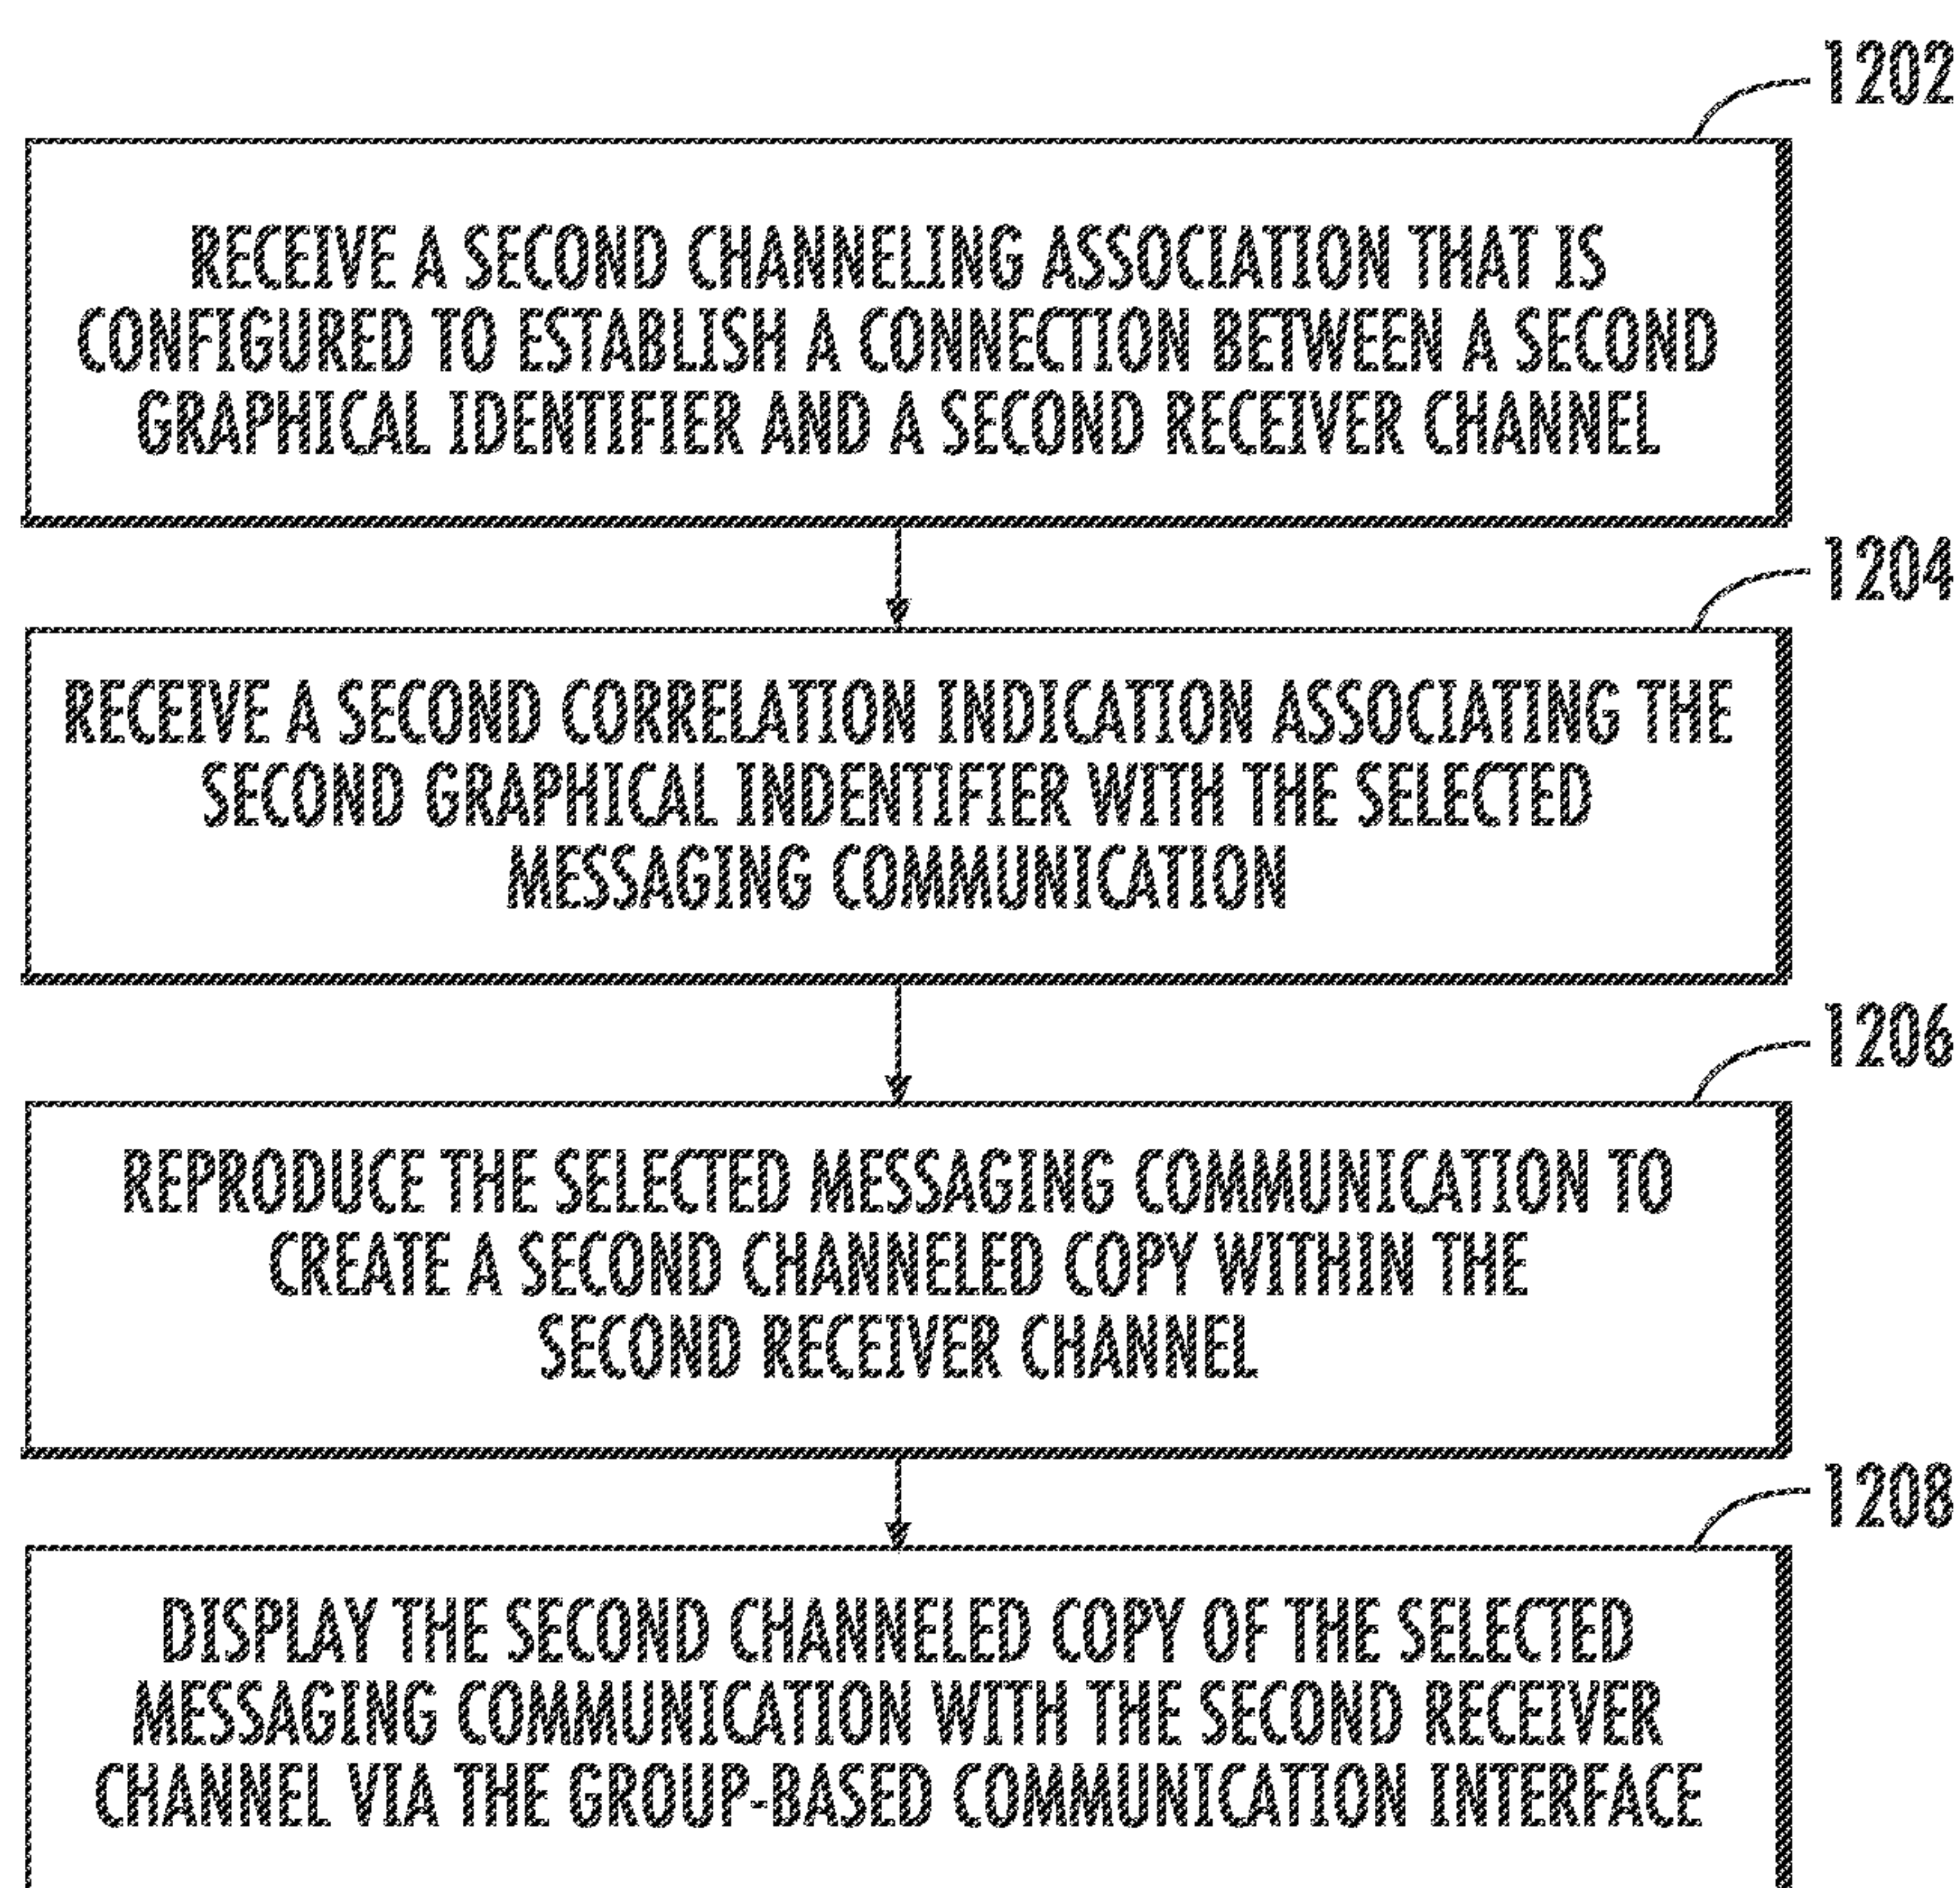 1202
RECEIVE A SECOND CHANNELING ASSOCIATION THAT IS
CONFIGURED TO ESTABLISH A CONNECTION BETWEEN A SECOND
GRAPHICAL IDENTIFIER AND A SECOND RECEIVER CHANNEL
1204
RECEIVE A SECOND CORRELATION INDICATION ASSOCIATING THE
SECOND GRAPHICAL INDENTIFIER WITH THE SELECTED
MESSAGING COMMUNICATION
1206
REPRODUCE THE SELECTED MESSAGING COMMUNICATION TO
CREATE A SECOND CHANNELED COPY WITHIN THE
SECOND RECEIVER CHANNEL
1208
DISPLAY THE SECOND CHANNELED COPY OF THE SELECTED
MESSAGING COMMUNICATION WITH THE SECOND RECEIVER
CHANNEL VIA THE GROUP-BASED COMMUNICATION INTERFACE